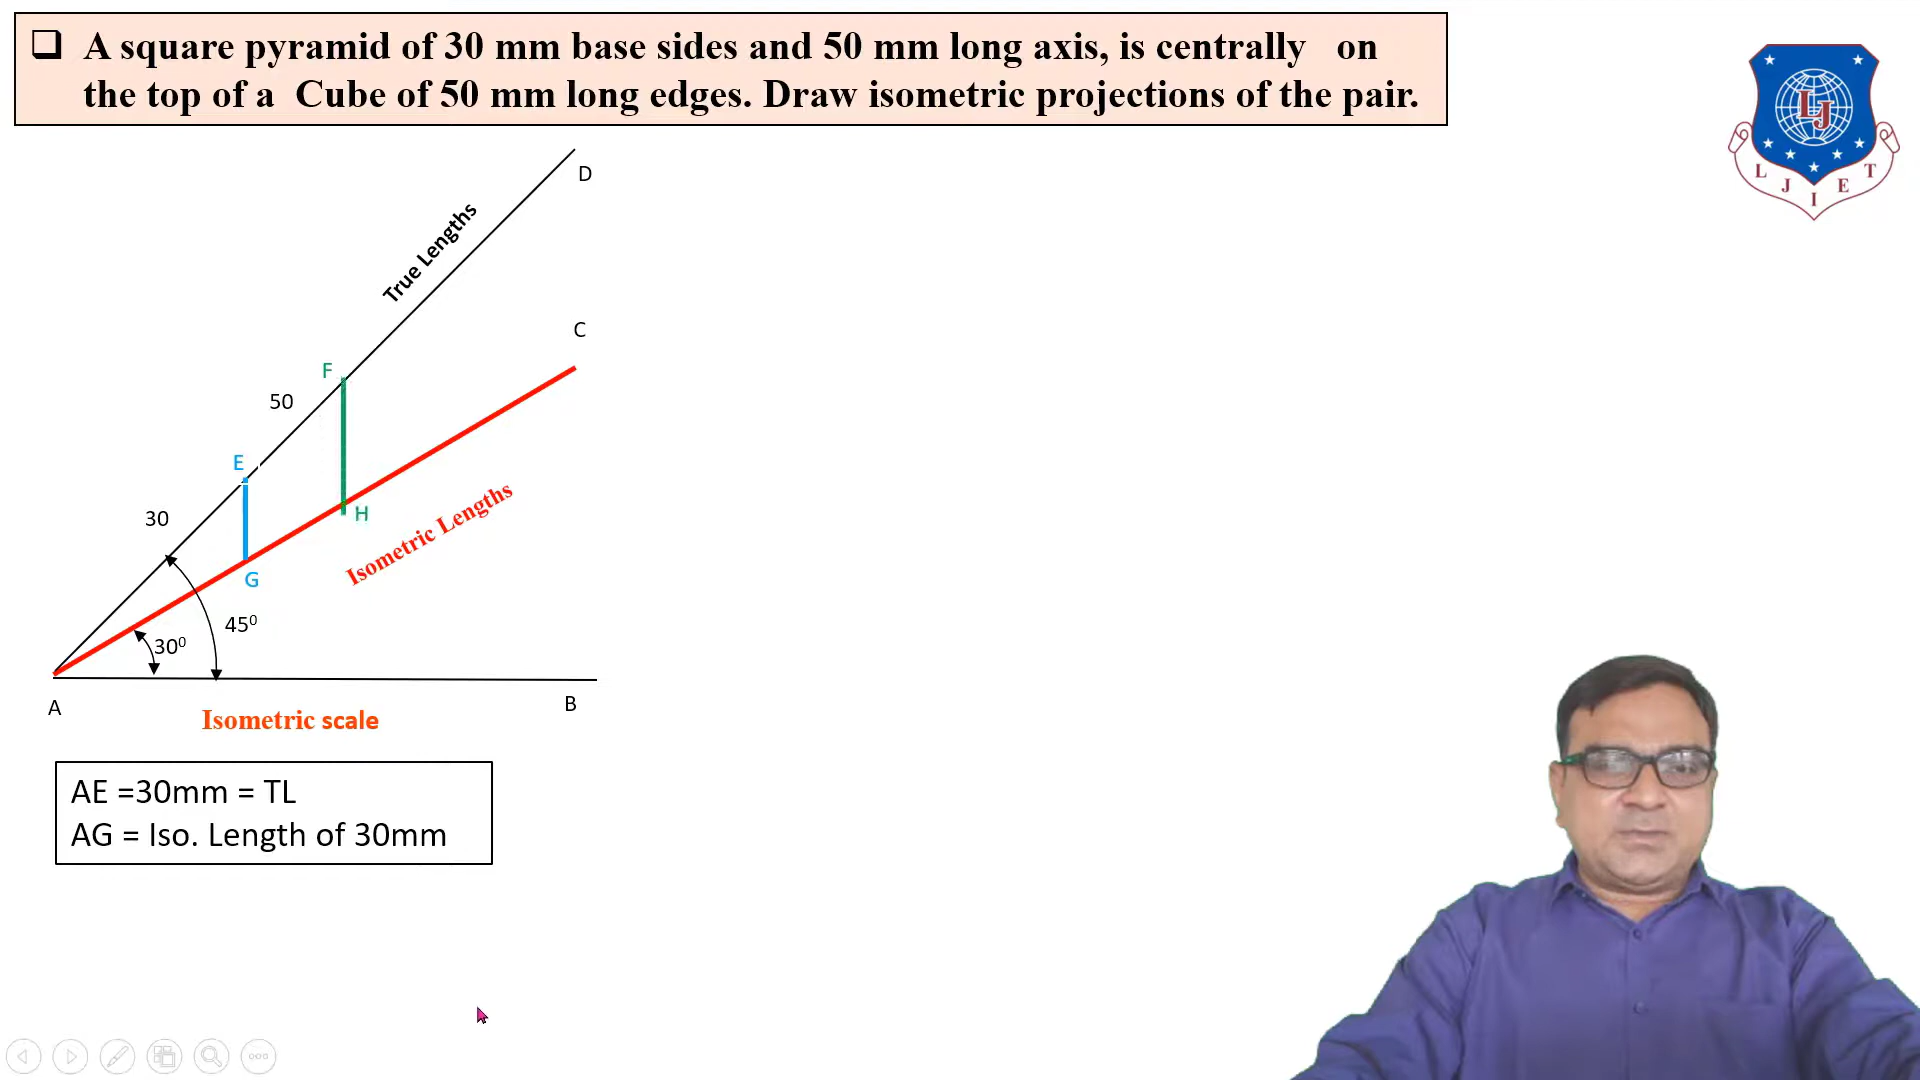 ❑ A square pyramid of 30 mm base sides and 50 mm long axis, is centrally on
the top of a Cube of 50 mm long edges. Draw isometric projections of the pair.
LJ
L J I E T
D
True Lengths
C
F
50
E
30
H
Isometric Lengths
G
45⁰
30⁰
A
B
Isometric scale
AE =30mm = TL
AG = Iso. Length of 30mm